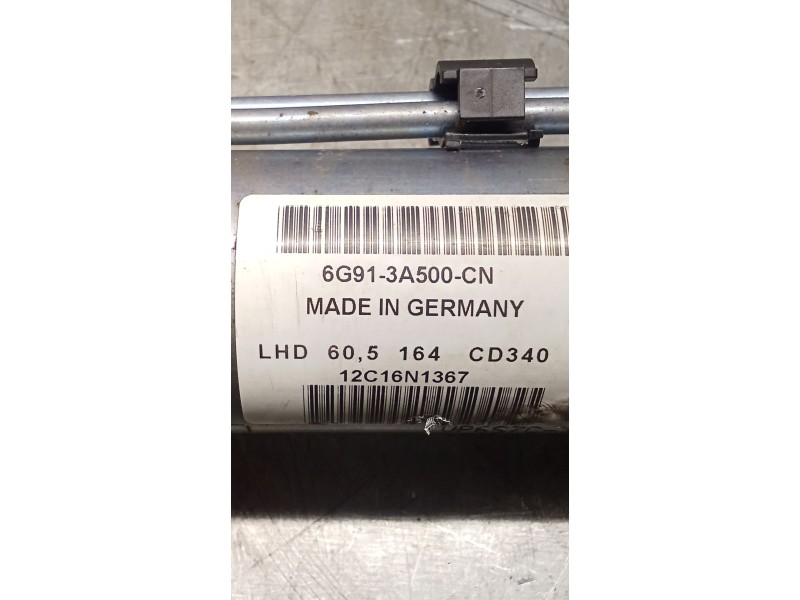 6G91-3A500-CN
MADE IN GERMANY
LHD 60,5 164 CD340
12C16N1367